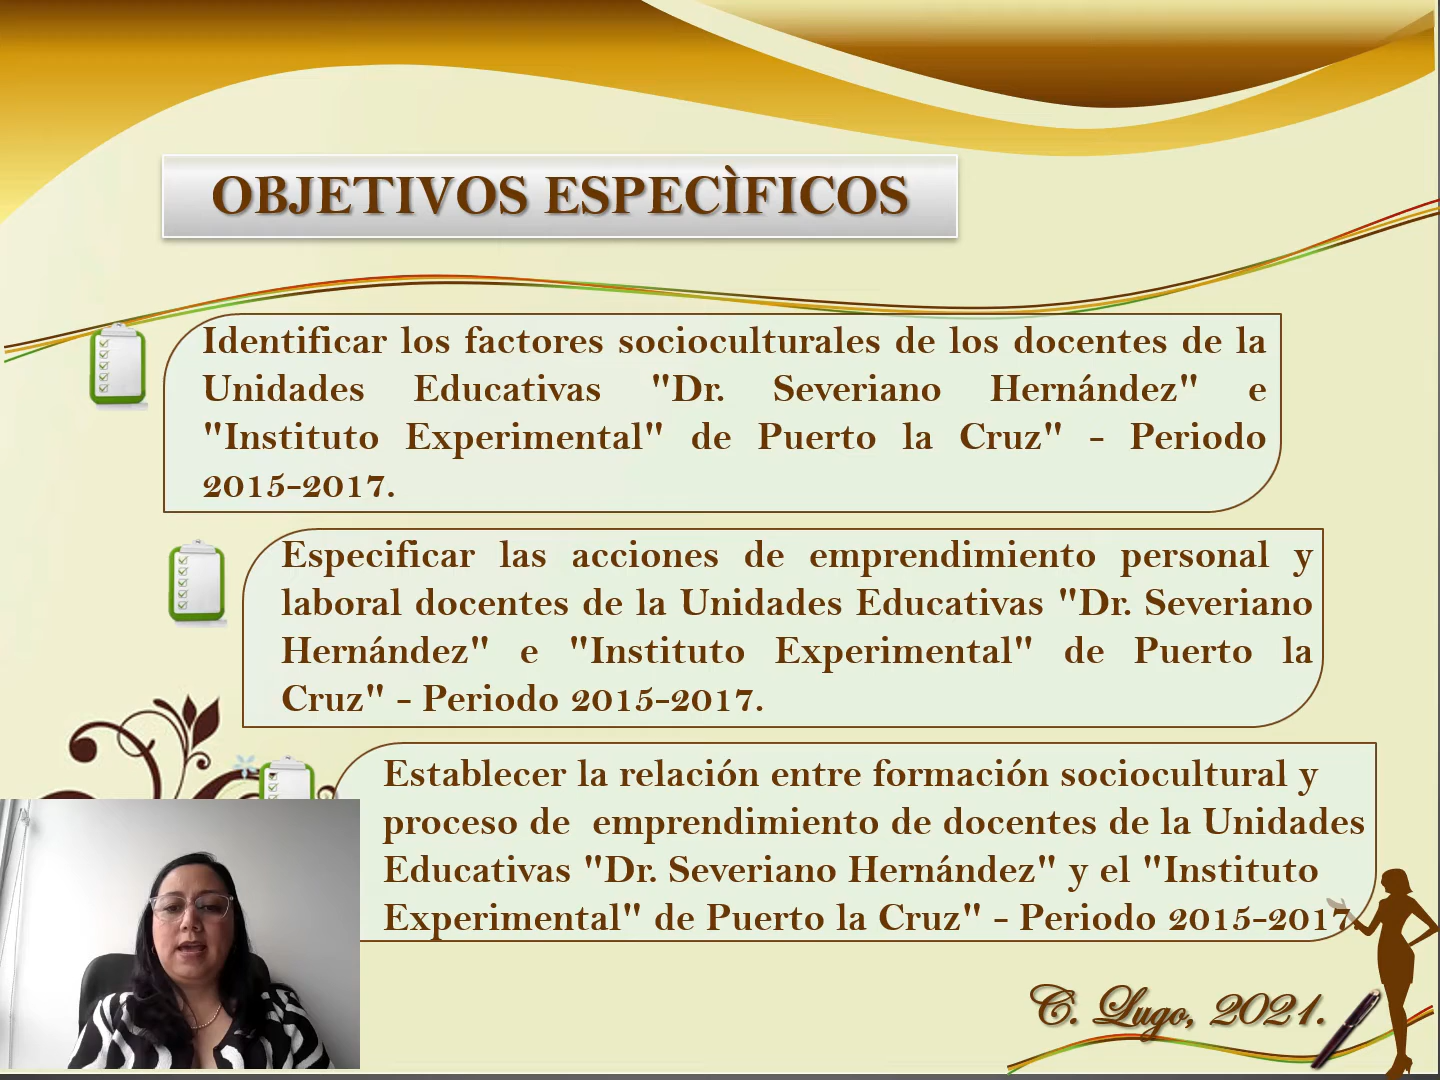 OBJETIVOS ESPECÌFICOS
Identificar los factores socioculturales de los docentes de la
Unidades Educativas "Dr. Severiano Hernández" e
"Instituto Experimental" de Puerto la Cruz" - Periodo
2015-2017.
Especificar las acciones de emprendimiento personal y
laboral docentes de la Unidades Educativas "Dr. Severiano
Hernández" e "Instituto Experimental" de Puerto la
Cruz" - Periodo 2015-2017.
Establecer la relación entre formación sociocultural y
proceso de  emprendimiento de docentes de la Unidades
Educativas "Dr. Severiano Hernández" y el "Instituto
Experimental" de Puerto la Cruz" - Periodo 2015-2017.
C. Lugo, 2021.